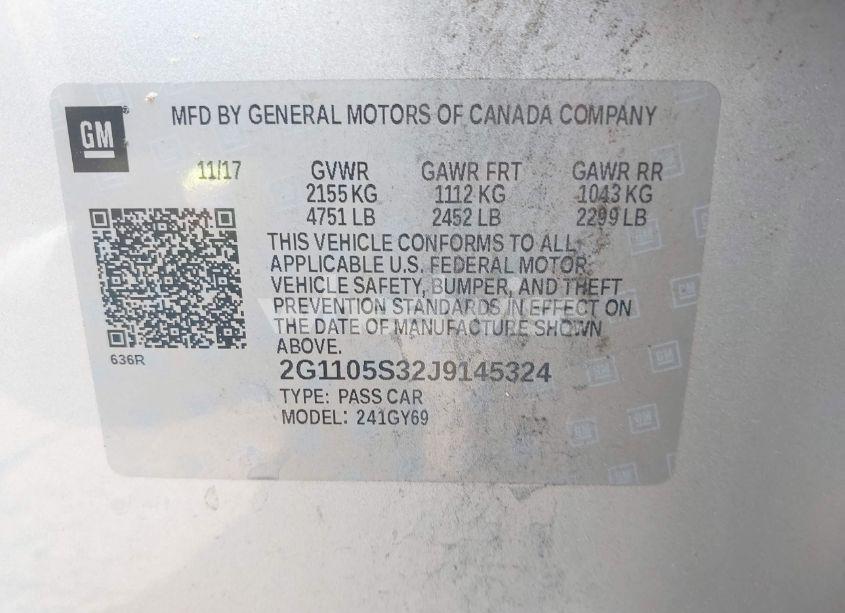 GM
MFD BY GENERAL MOTORS OF CANADA COMPANY
11/17 GVWR GAWR FRT GAWR RR
2155 KG 1112 KG 1043 KG
4751 LB 2452 LB 2299 LB
THIS VEHICLE CONFORMS TO ALL
APPLICABLE U.S. FEDERAL MOTOR
VEHICLE SAFETY, BUMPER, AND THEFT
PREVENTION STANDARDS IN EFFECT ON
THE DATE OF MANUFACTURE SHOWN
ABOVE.
636R
2G1105S32J9145324
TYPE: PASS CAR
MODEL: 241GY69